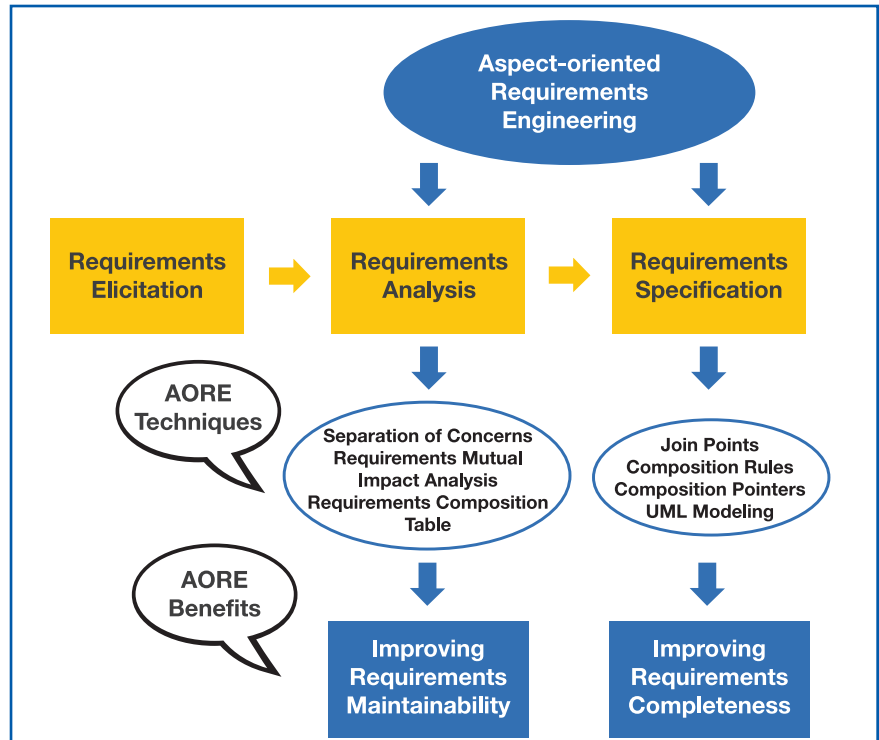 Aspect-oriented
Requirements
Engineering
Requirements
Elicitation
Requirements
Analysis
Requirements
Specification
AORE
Techniques
Separation of Concerns
Requirements Mutual
Impact Analysis
Requirements Composition
Table
Join Points
Composition Rules
Composition Pointers
UML Modeling
AORE
Benefits
Improving
Requirements
Maintainability
Improving
Requirements
Completeness